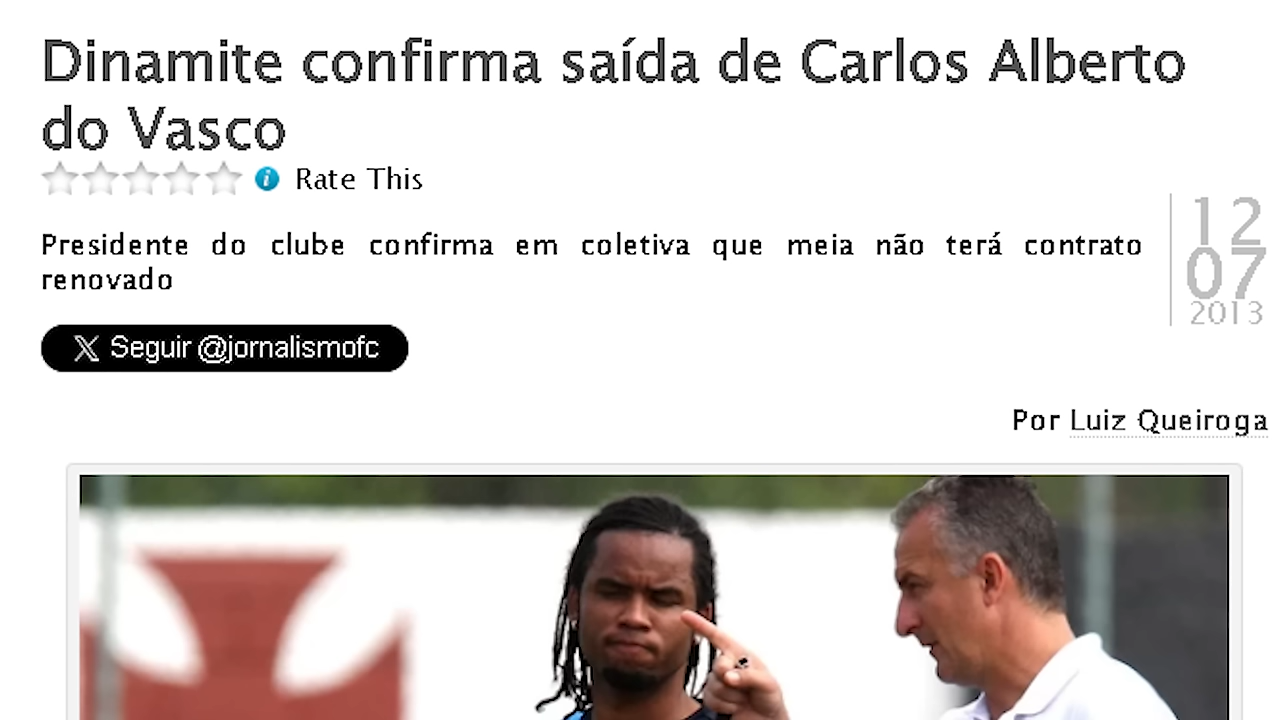 Dinamite confirma saída de Carlos Alberto
do Vasco
Rate This
Presidente do clube confirma em coletiva que meia não terá contrato
renovado
12
07
2013
Seguir @jornalismofc
Por Luiz Queiroga